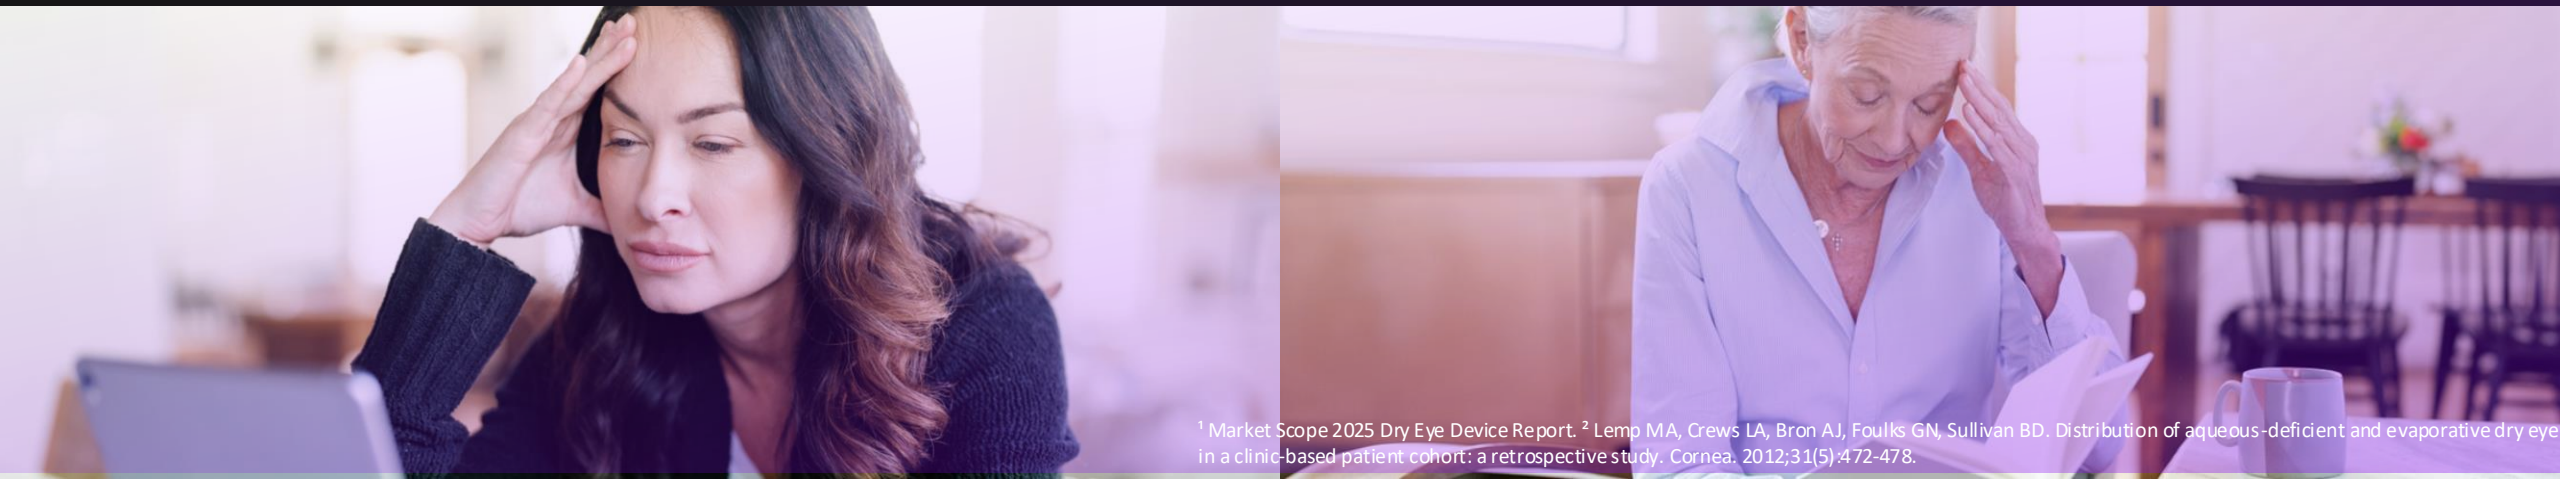 ¹ Market Scope 2025 Dry Eye Device Report. ² Lemp MA, Crews LA, Bron AJ, Foulks GN, Sullivan BD. Distribution of aqueous-deficient and evaporative dry eye
in a clinic-based patient cohort: a retrospective study. Cornea. 2012;31(5):472-478.